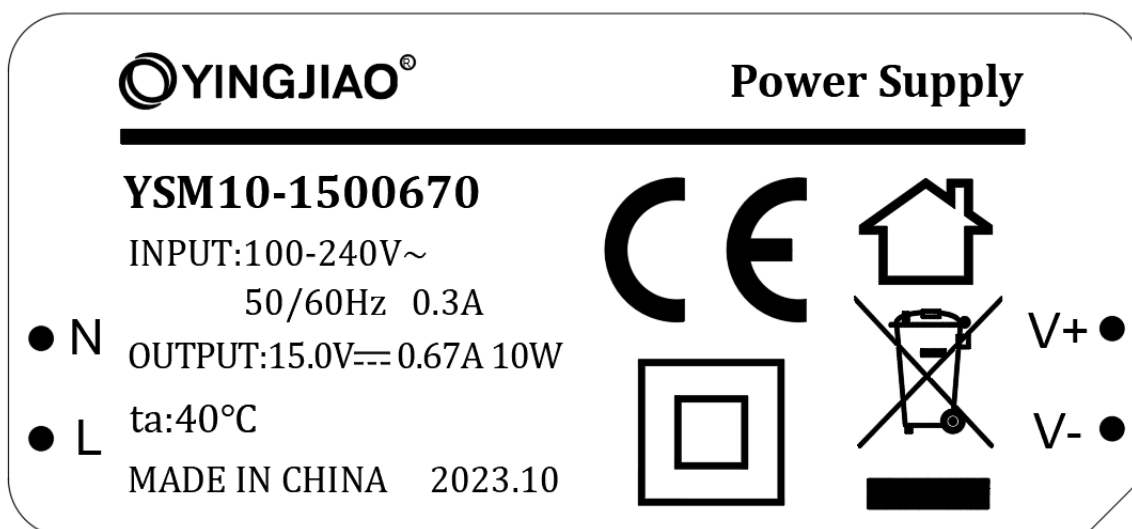 YINGJIAO®
Power Supply
YSM10-1500670
INPUT:100-240V~
50/60Hz 0.3A
OUTPUT:15.0V⎓0.67A 10W
ta:40°C
MADE IN CHINA 2023.10
N
L
CE
V+
V-